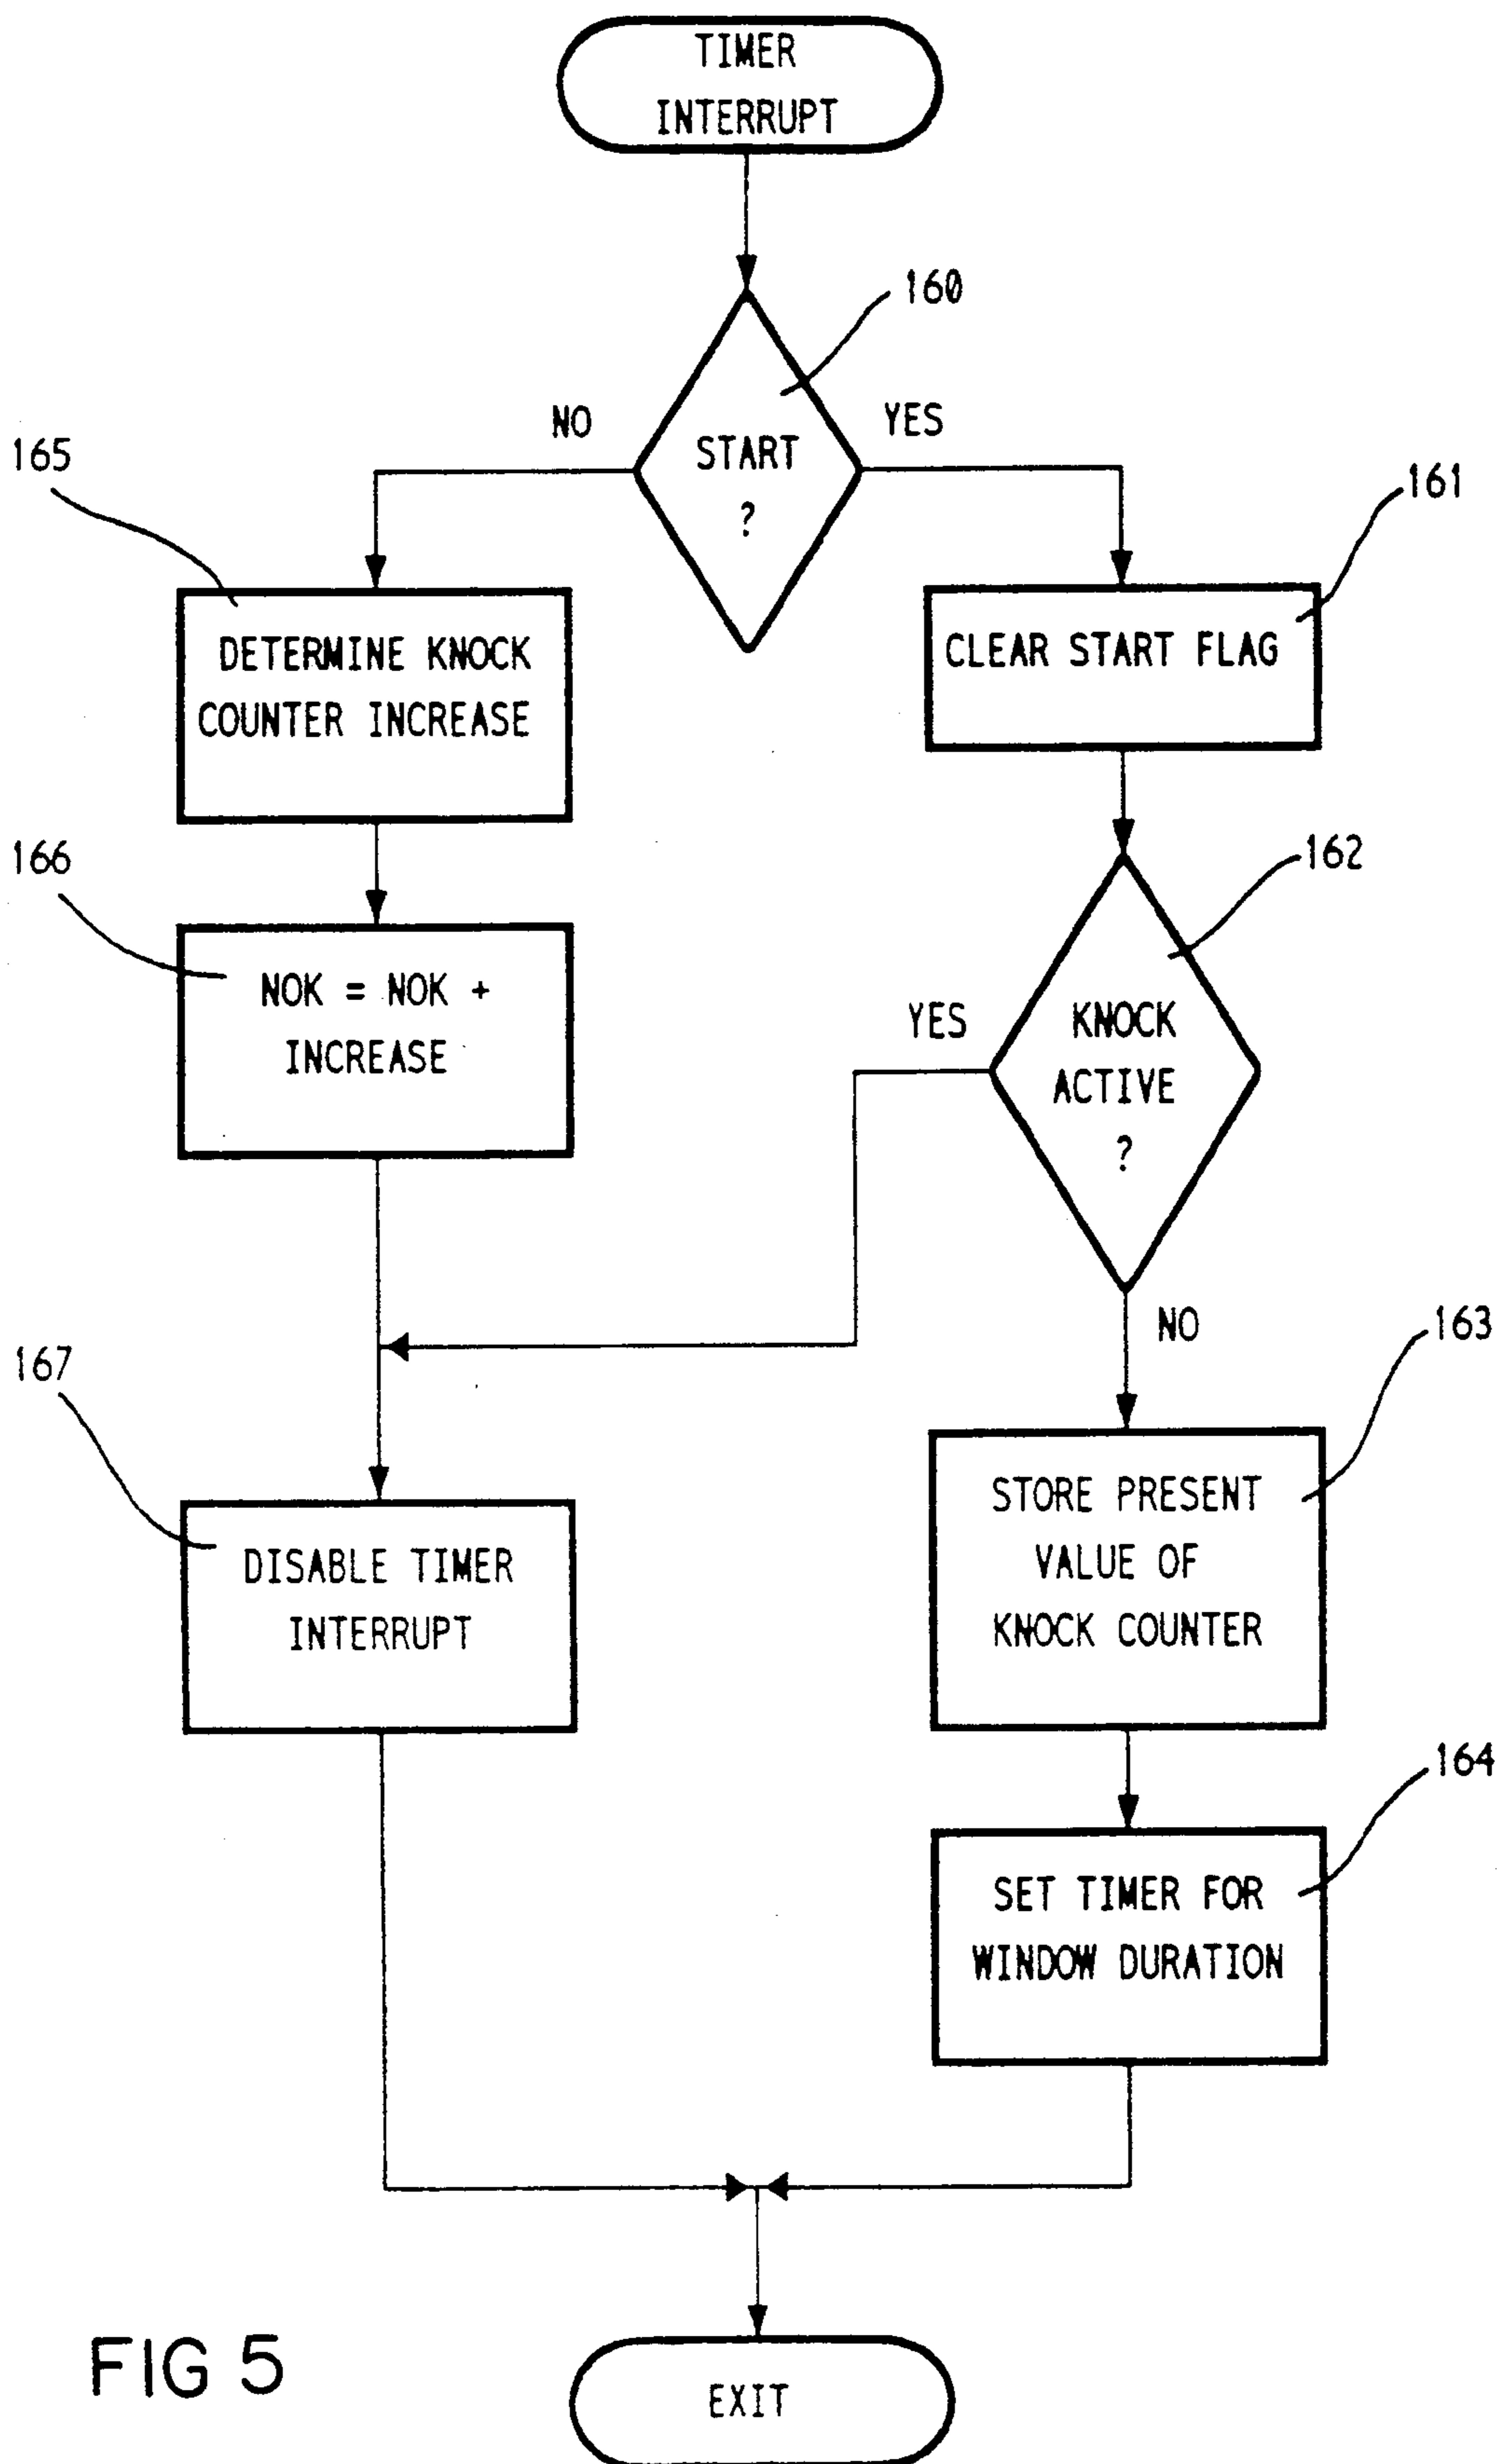 TIMER
INTERRUPT
160
NO
YES
START
?
165
161
DETERMINE KNOCK
COUNTER INCREASE
CLEAR START FLAG
166
162
NOK = NOK +
INCREASE
YES
KNOCK
ACTIVE
?
NO
163
167
STORE PRESENT
VALUE OF
KNOCK COUNTER
DISABLE TIMER
INTERRUPT
164
SET TIMER FOR
WINDOW DURATION
FIG 5
EXIT